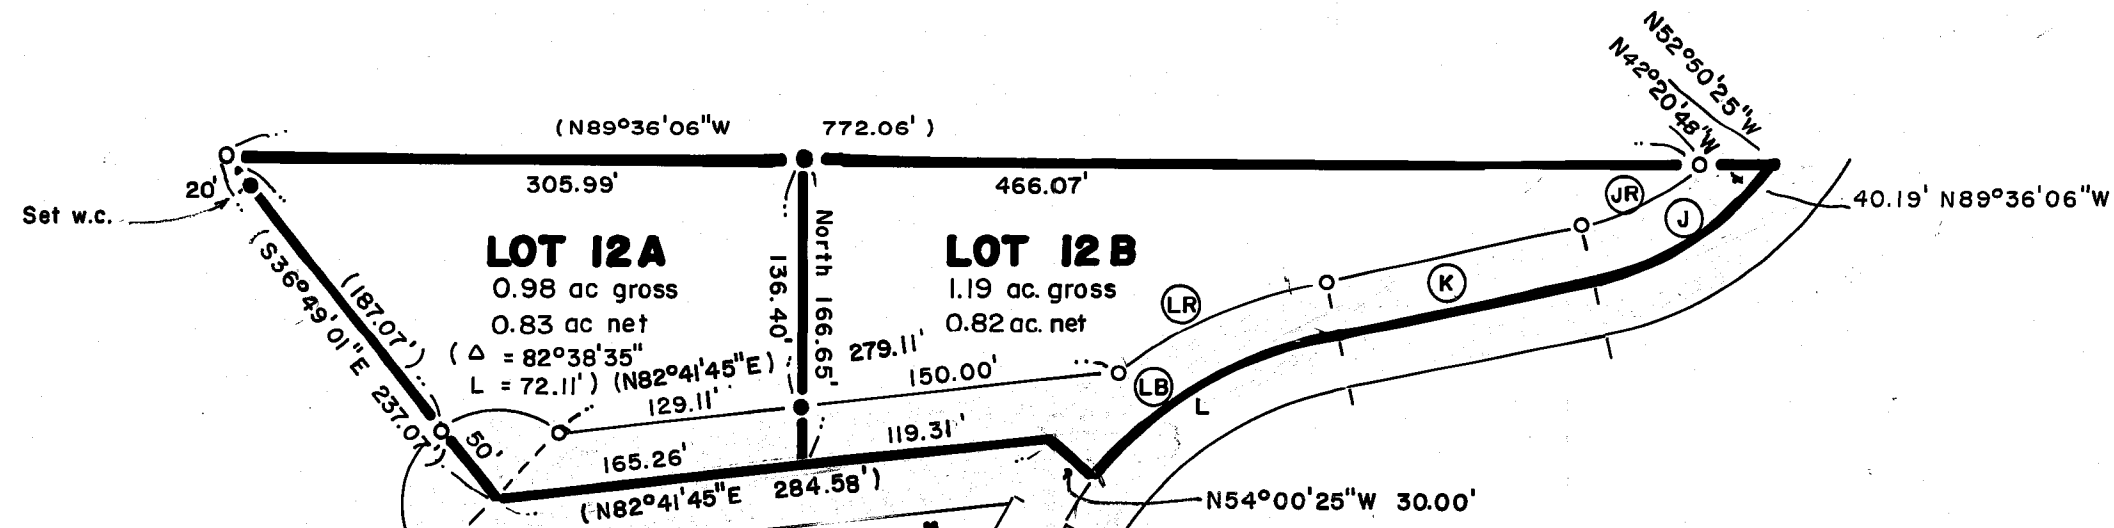 N52°50'25"W
N42°20'48"W
(N89°36'06"W 772.06')
305.99'
466.07'
20'
Set w.c.
JR
J
40.19' N89°36'06"W
North 166.65'
136.40'
LOT 12A
0.98 ac gross
0.83 ac net
LOT 12B
1.19 ac. gross
0.82 ac. net
(S36°49'01"E 237.07')
(187.07')
K
LR
(Δ = 82°38'35"
L = 72.11')
(N82°41'45"E)
279.11'
129.11'
150.00'
LB
L
50'
165.26'
119.31'
(N82°41'45"E 284.58')
N54°00'25"W 30.00'